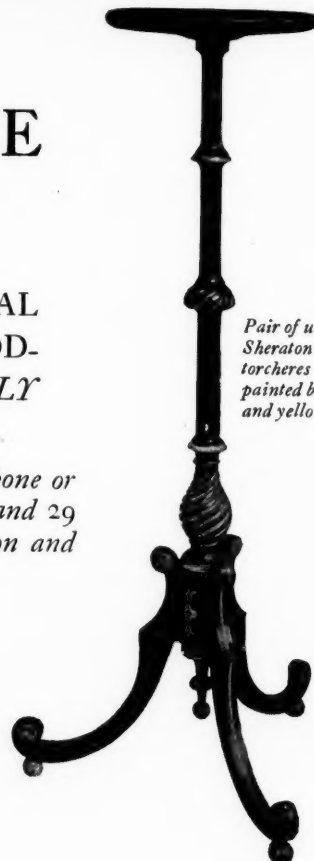 E
AL
OD-
LY
one or
and 29
on and
Pair of u
Sheraton
torcheres
painted b
and yello